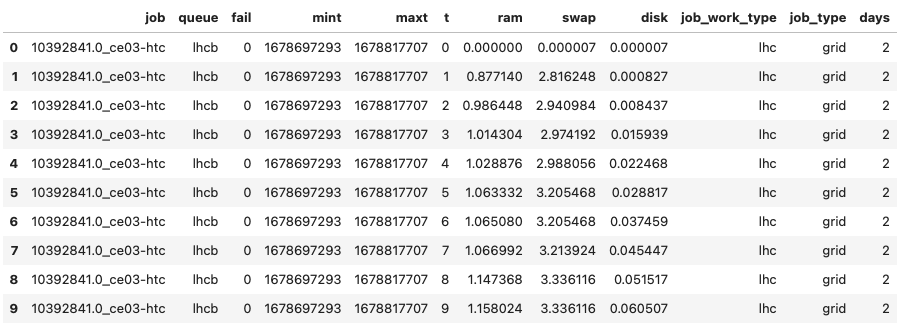 job queue fail mint maxt t ram swap disk job_work_type job_type days
0 10392841.0_ce03-htc lhcb 0 1678697293 1678817707 0 0.000000 0.000007 0.000007 lhc grid 2
1 10392841.0_ce03-htc lhcb 0 1678697293 1678817707 1 0.877140 2.816248 0.000827 lhc grid 2
2 10392841.0_ce03-htc lhcb 0 1678697293 1678817707 2 0.986448 2.940984 0.008437 lhc grid 2
3 10392841.0_ce03-htc lhcb 0 1678697293 1678817707 3 1.014304 2.974192 0.015939 lhc grid 2
4 10392841.0_ce03-htc lhcb 0 1678697293 1678817707 4 1.028876 2.988056 0.022468 lhc grid 2
5 10392841.0_ce03-htc lhcb 0 1678697293 1678817707 5 1.063332 3.205468 0.028817 lhc grid 2
6 10392841.0_ce03-htc lhcb 0 1678697293 1678817707 6 1.065080 3.205468 0.037459 lhc grid 2
7 10392841.0_ce03-htc lhcb 0 1678697293 1678817707 7 1.066992 3.213924 0.045447 lhc grid 2
8 10392841.0_ce03-htc lhcb 0 1678697293 1678817707 8 1.147368 3.336116 0.051517 lhc grid 2
9 10392841.0_ce03-htc lhcb 0 1678697293 1678817707 9 1.158024 3.336116 0.060507 lhc grid 2